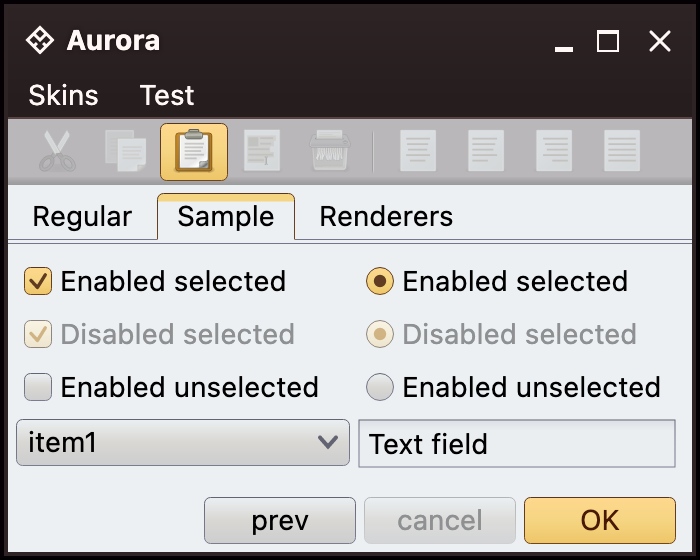 Aurora
Skins Test
Regular Sample Renderers
Enabled selected Enabled selected
Disabled selected Disabled selected
Enabled unselected Enabled unselected
item1 Text field
prev cancel OK